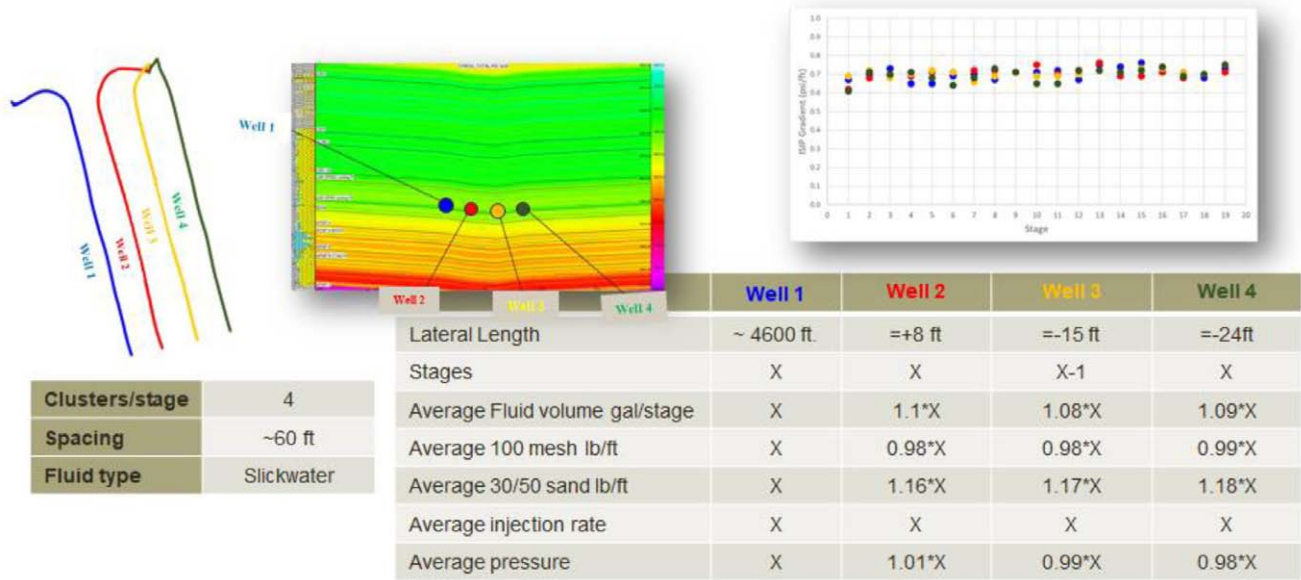 Well 1
Well 2
Well 3
Well 4
Well 1
Well 2
Well 3
Well 4
ISIP Gradient (psi/ft)
1.0
0.9
0.8
0.7
0.6
0.5
0.4
0.3
0.2
0.1
0.0
0 1 2 3 4 5 6 7 8 9 10 11 12 13 14 15 16 17 18 19 20
Stage
Clusters/stage 4
Spacing ~60 ft
Fluid type Slickwater
Well 1 Well 2 Well 3 Well 4
Lateral Length ~ 4600 ft. =+8 ft =-15 ft =-24ft
Stages X X X-1 X
Average Fluid volume gal/stage X 1.1*X 1.08*X 1.09*X
Average 100 mesh lb/ft X 0.98*X 0.98*X 0.99*X
Average 30/50 sand lb/ft X 1.16*X 1.17*X 1.18*X
Average injection rate X X X X
Average pressure X 1.01*X 0.99*X 0.98*X